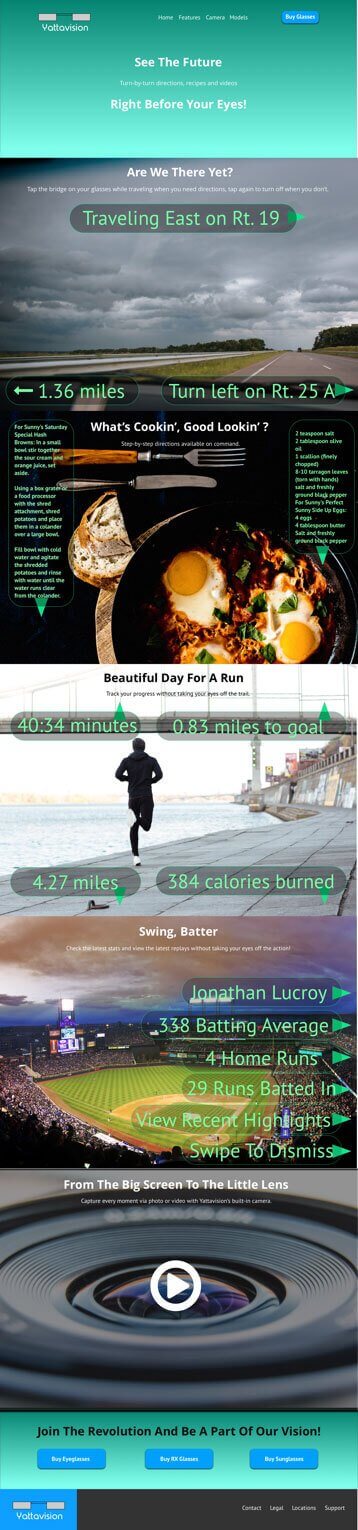 Home Features Camera Models
Buy Glasses
Yattavision
See The Future
Turn-by-turn directions, recipes and videos
Right Before Your Eyes!
Are We There Yet?
Tap the bridge on your glasses while traveling when you need directions, tap again to turn off when you don't.
Traveling East on Rt. 19
1.36 miles
Turn left on Rt. 25 A
What's Cookin', Good Lookin' ?
Step-by-step directions available on command.
For Sunny's Saturday
Special Hash
Browns: In a small
bowl stir together
the sour cream and
orange juice, set
aside.
Using a box grater or
a food processor
with the shred
attachment, shred
potatoes and place
them in a colander
over a large bowl.
Fill bowl with cold
water and agitate
the shredded
potatoes and rinse
with water until the
water runs clear
from the colander.
2 teaspoon salt
2 tablespoon olive
oil
1 scallion (finely
chopped)
8-10 tarragon leaves
(torn with hands)
salt and freshly
ground black pepper
For Sunny's Perfect
Sunny Side Up Eggs:
4 eggs
4 tablespoon butter
Salt and freshly
ground black pepper
Beautiful Day For A Run
Track your progress without taking your eyes off the trail.
40:34 minutes
0.83 miles to goal
4.27 miles
384 calories burned
Swing, Batter
Check the latest stats and view the latest replays without taking your eyes off the action!
Jonathan Lucroy
338 Batting Average
4 Home Runs
29 Runs Batted In
View Recent Highlights
Swipe To Dismiss
From The Big Screen To The Little Lens
Capture every moment via photo or video with Yattavision's built-in camera.
Join The Revolution And Be A Part Of Our Vision!
Buy Eyeglasses
Buy RX Glasses
Buy Sunglasses
Yattavision
Contact Legal Locations Support